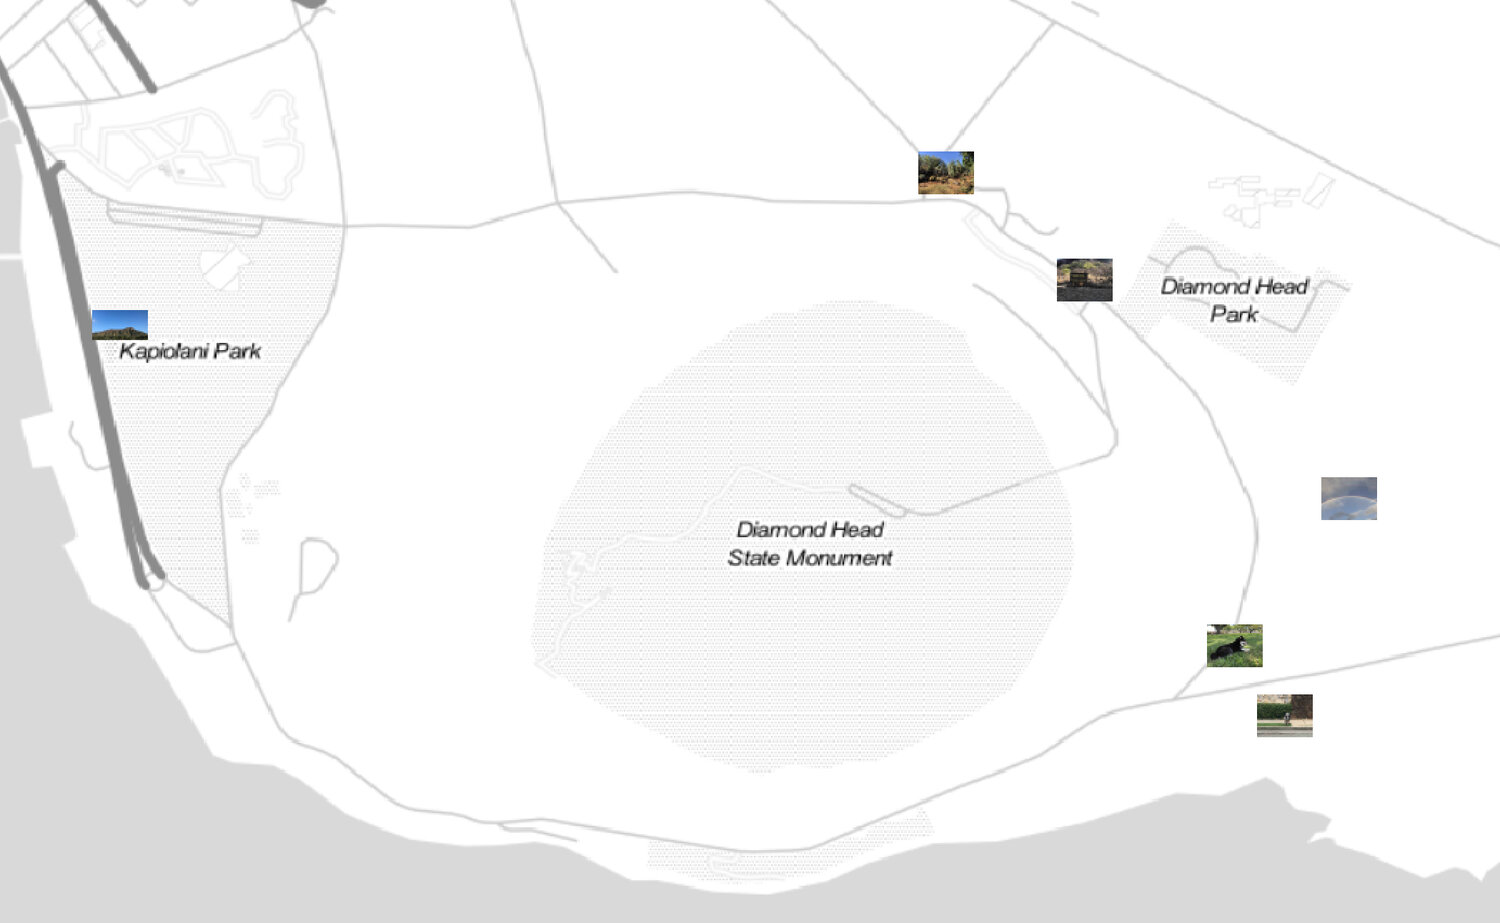 Diamond Head
Park
Kapiolani Park
Diamond Head
State Monument